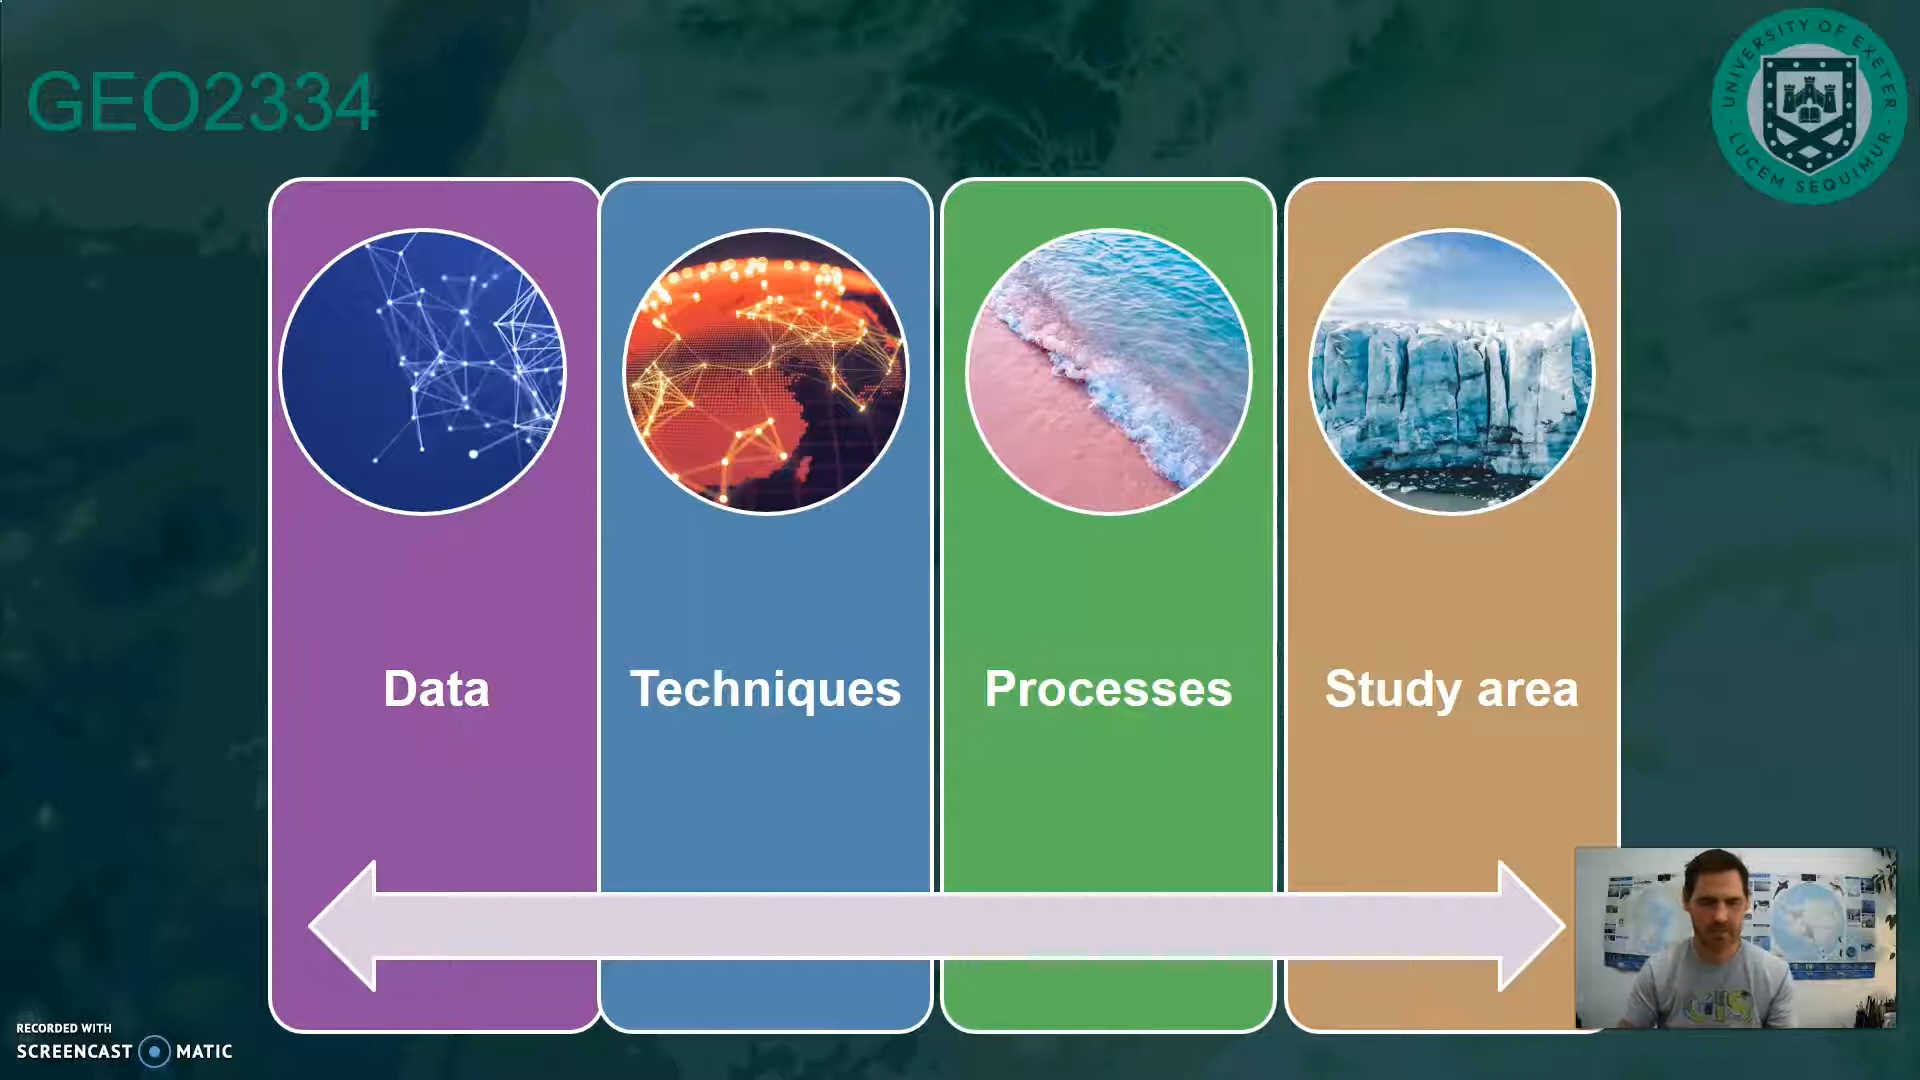 GEO2334
UNIVERSITY OF EXETER
LUCEM SEQUIMUR
Data
Techniques
Processes
Study area
RECORDED WITH
SCREENCAST MATIC